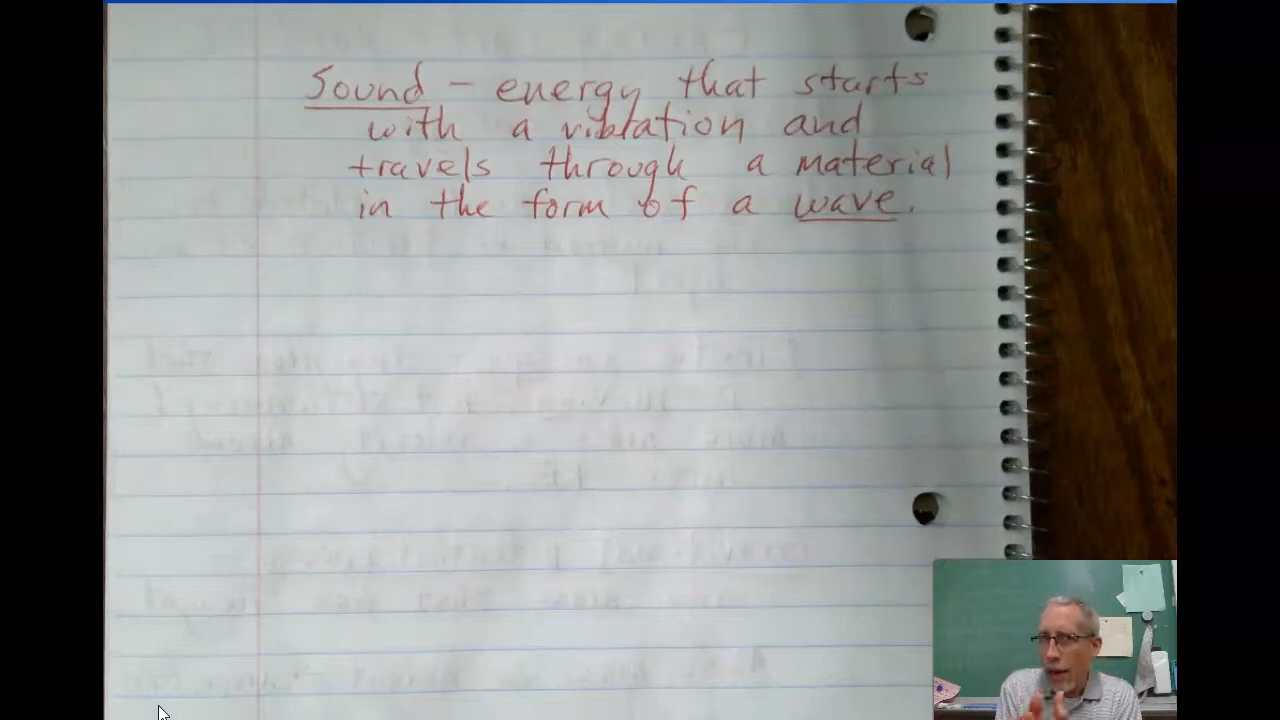 Sound - energy that starts
with a vibration and
travels through a material
in the form of a wave.